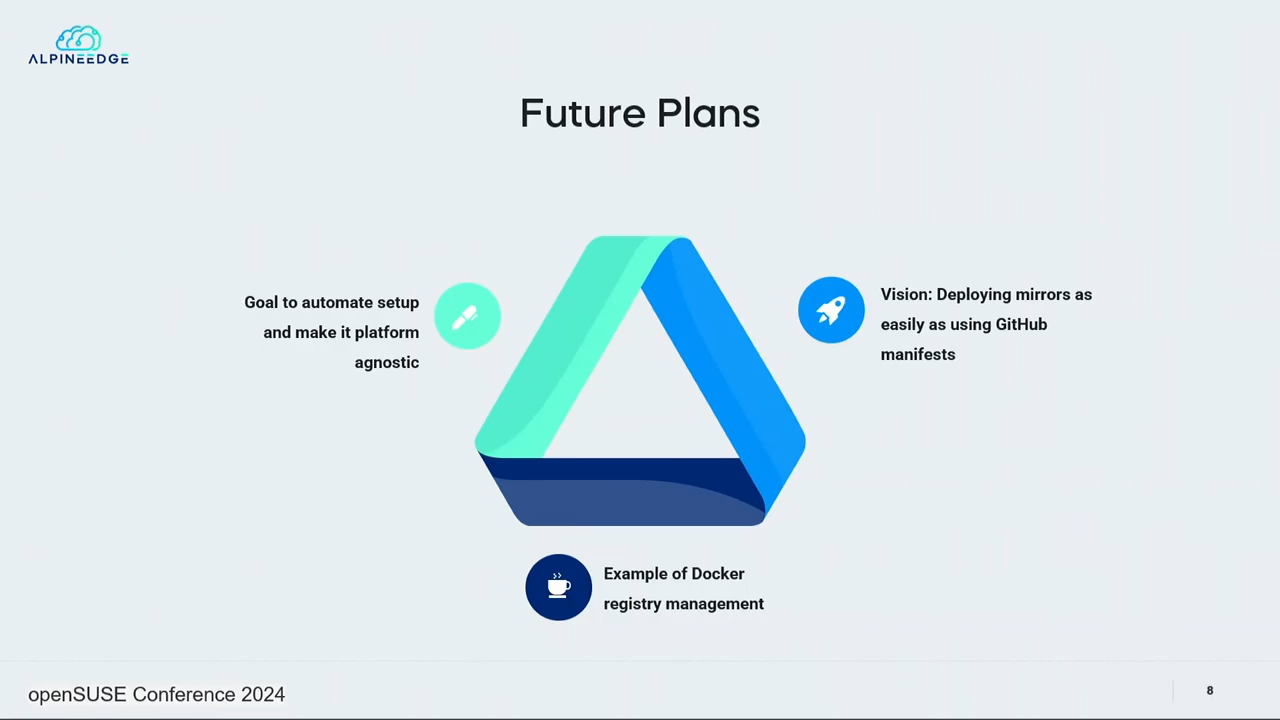 ALPINEEDGE
Future Plans
Goal to automate setup
and make it platform
agnostic
Vision: Deploying mirrors as
easily as using GitHub
manifests
Example of Docker
registry management
openSUSE Conference 2024
8